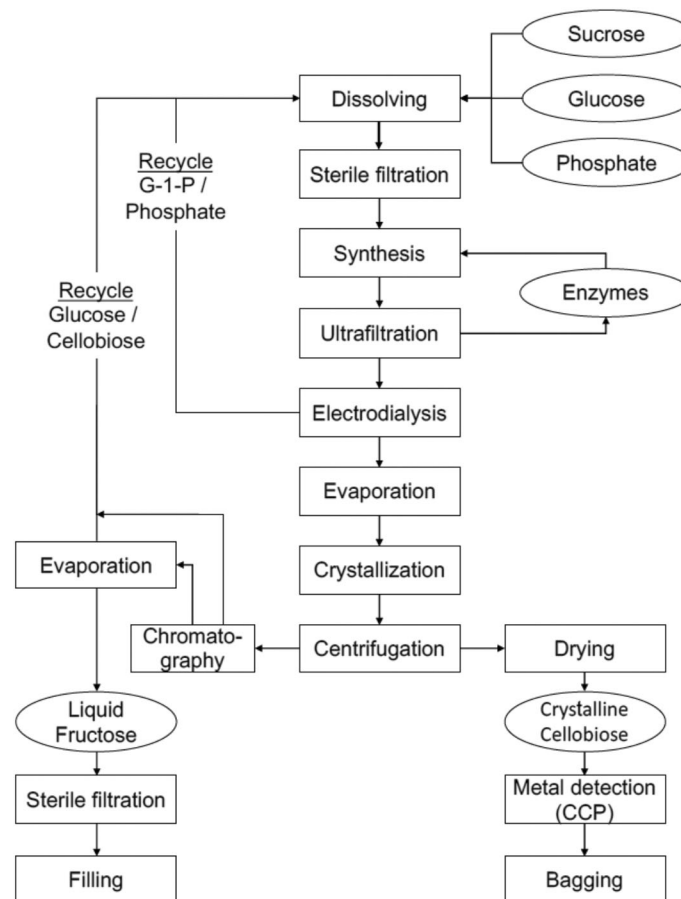 Sucrose
Dissolving
Glucose
Recycle
G-1-P /
Phosphate
Sterile filtration
Phosphate
Synthesis
Recycle
Glucose /
Cellobiose
Enzymes
Ultrafiltration
Electrodialysis
Evaporation
Evaporation
Crystallization
Chromato-
graphy
Centrifugation
Drying
Liquid
Fructose
Crystalline
Cellobiose
Sterile filtration
Metal detection
(CCP)
Filling
Bagging